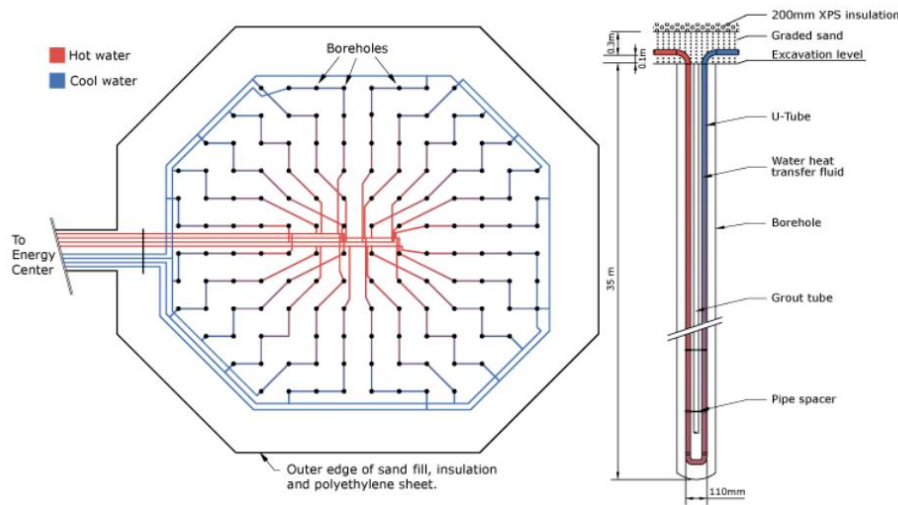 Hot water
Cool water
Boreholes
To
Energy
Center
Outer edge of sand fill, insulation
and polyethylene sheet.
200mm XPS insulation
Graded sand
Excavation level
0.3m
0.1m
U-Tube
Water heat
transfer fluid
Borehole
35 m
Grout tube
Pipe spacer
110mm